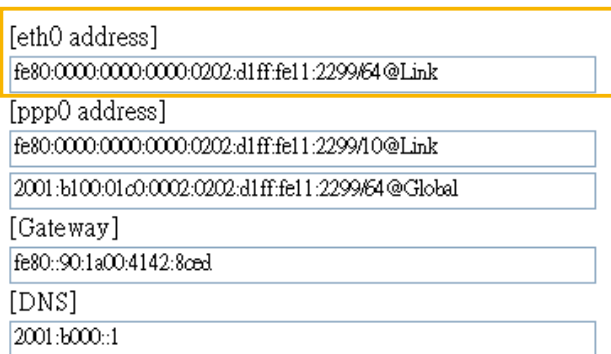 [eth0 address]
fe80:0000:0000:0000:0202:d1ff:fe11:2299/64@Link
[ppp0 address]
fe80:0000:0000:0000:0202:d1ff:fe11:2299/10@Link
2001:b100:01c0:0002:0202:d1ff:fe11:2299/64@Global
[Gateway]
fe80::90:1a00:4142:8ced
[DNS]
2001:b000::1